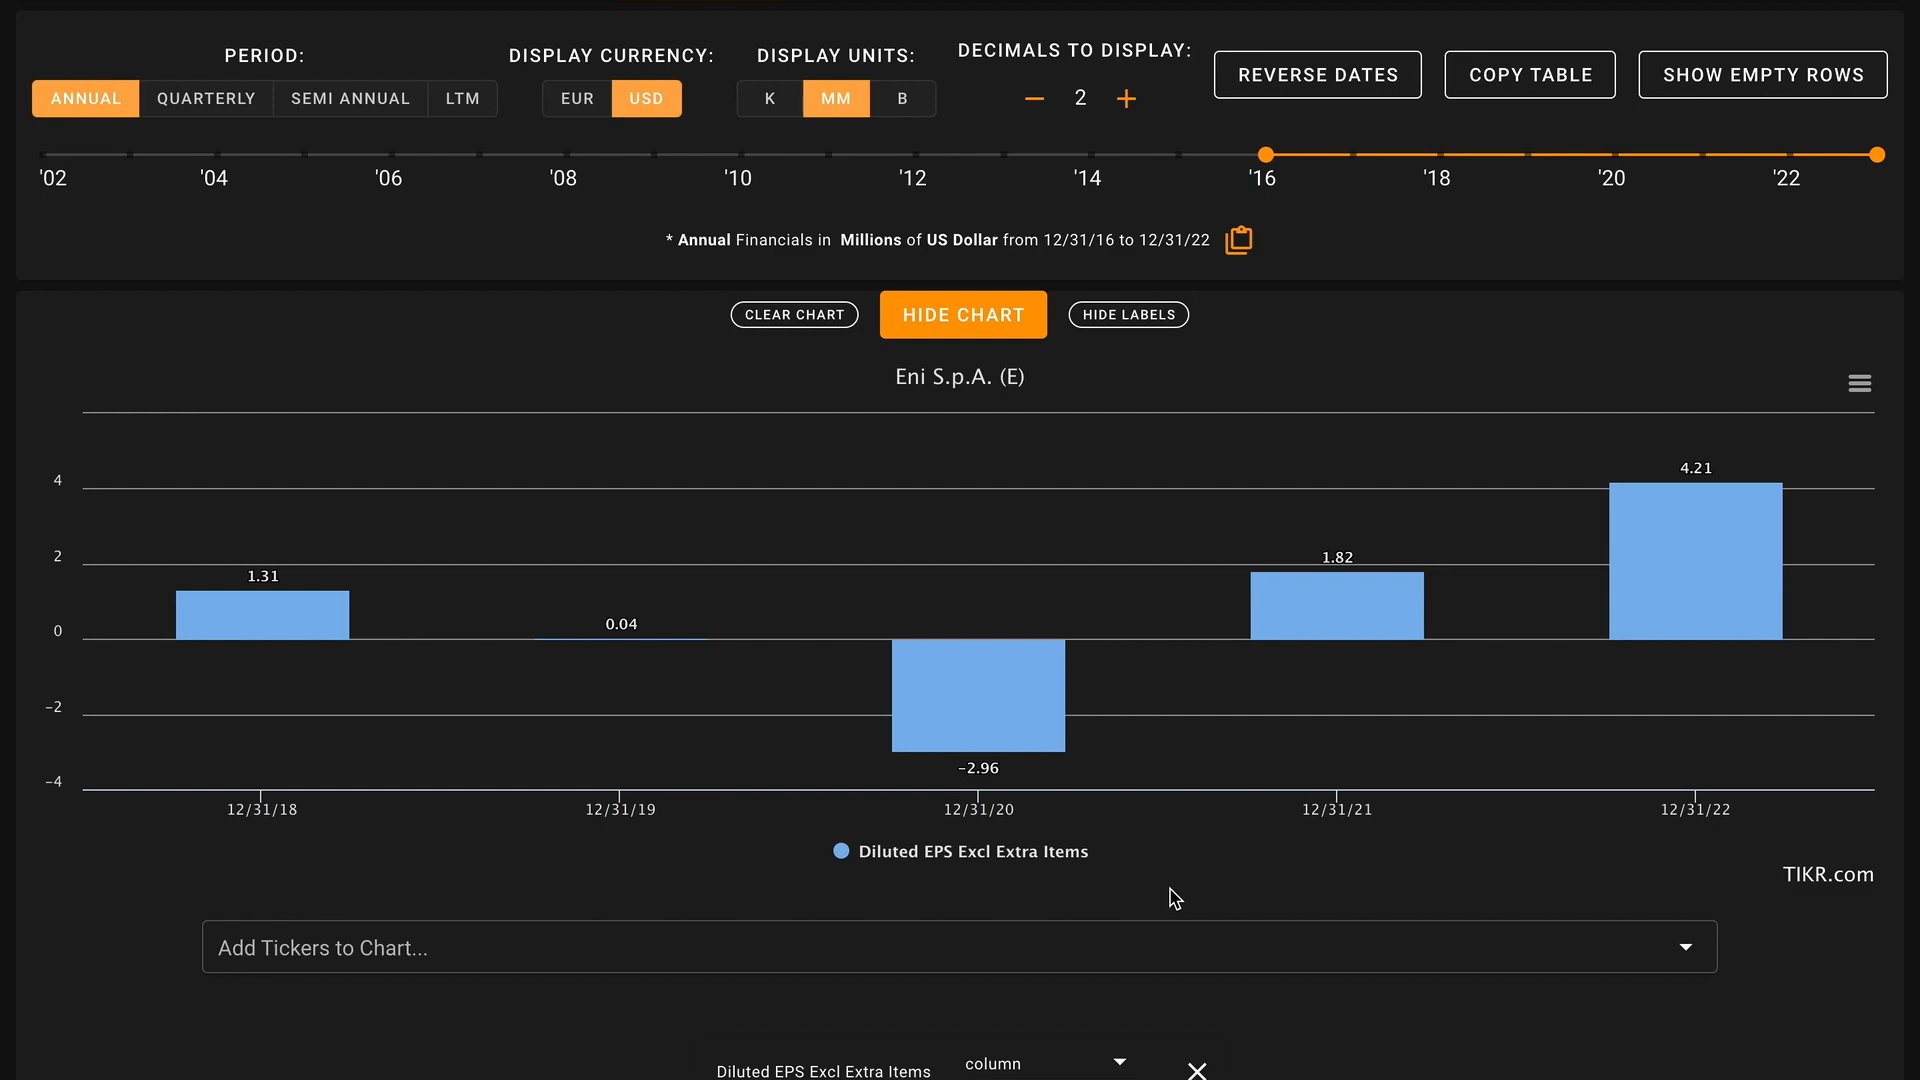 PERIOD:
DISPLAY CURRENCY:
DISPLAY UNITS:
DECIMALS TO DISPLAY:
ANNUAL QUARTERLY SEMI ANNUAL LTM
EUR USD
K MM B
2
REVERSE DATES
COPY TABLE
SHOW EMPTY ROWS
'02 '04 '06 '08 '10 '12 '14 '16 '18 '20 '22
* Annual Financials in Millions of US Dollar from 12/31/16 to 12/31/22
CLEAR CHART
HIDE CHART
HIDE LABELS
Eni S.p.A. (E)
4
2
0
−2
−4
1.31
0.04
−2.96
1.82
4.21
12/31/18 12/31/19 12/31/20 12/31/21 12/31/22
Diluted EPS Excl Extra Items
TIKR.com
Add Tickers to Chart...
Diluted EPS Excl Extra Items
column